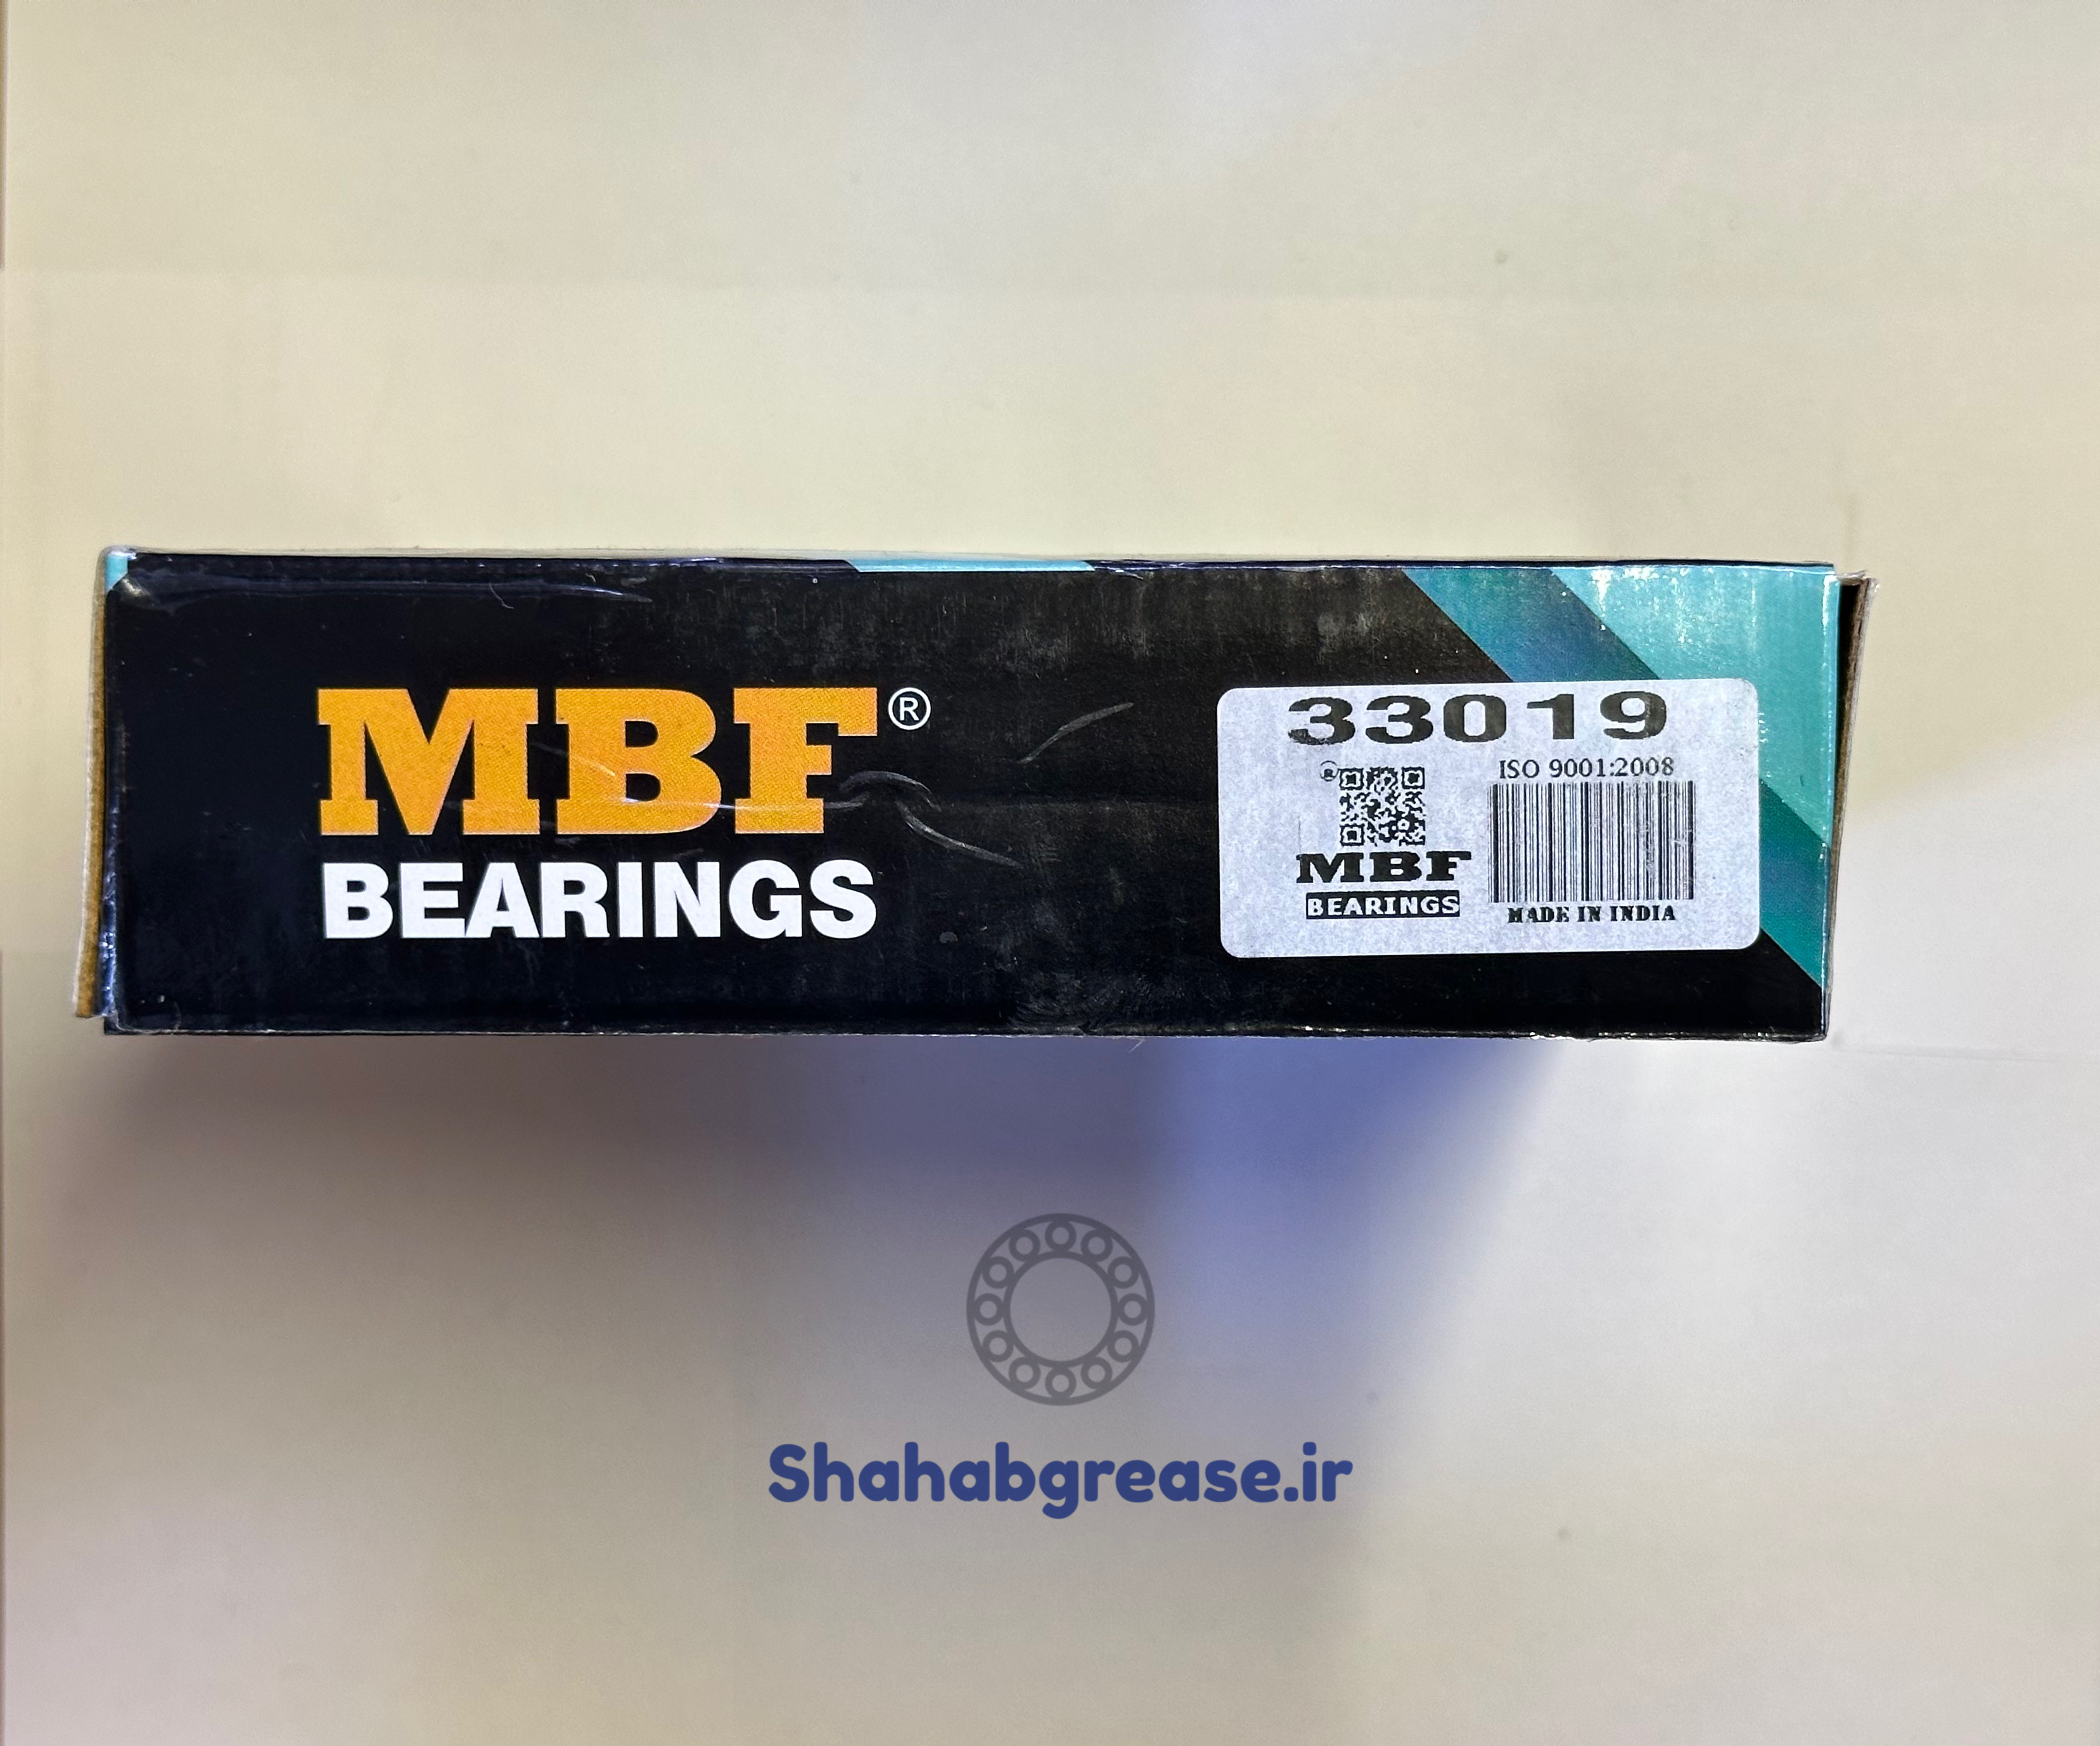 MBF®
BEARINGS
33019
®
ISO 9001:2008
MBF
BEARINGS
MADE IN INDIA
Shahabgrease.ir